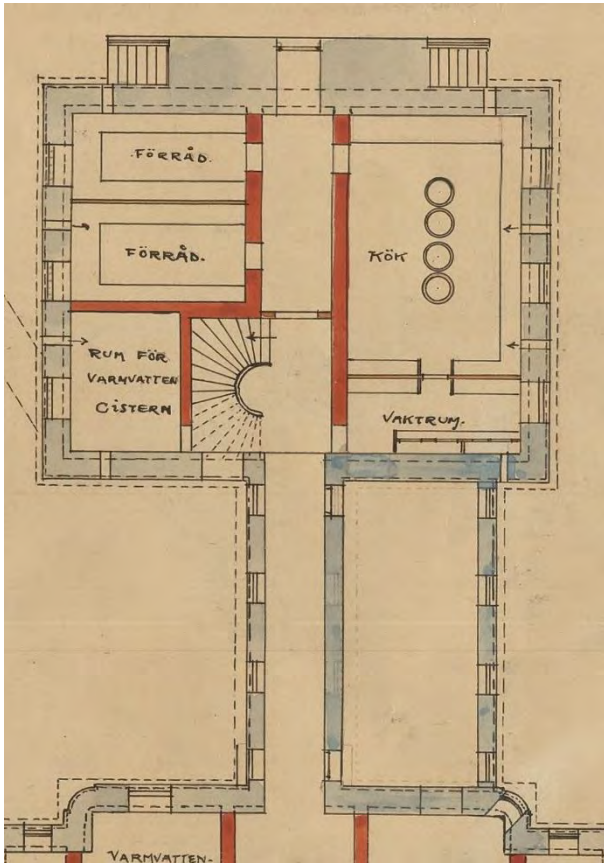 FÖRRÅD.
FÖRRÅD.
KÖK
RUM FÖR
VARMVATTEN
CISTERN
VAKTRUM.
VARMVATTEN-